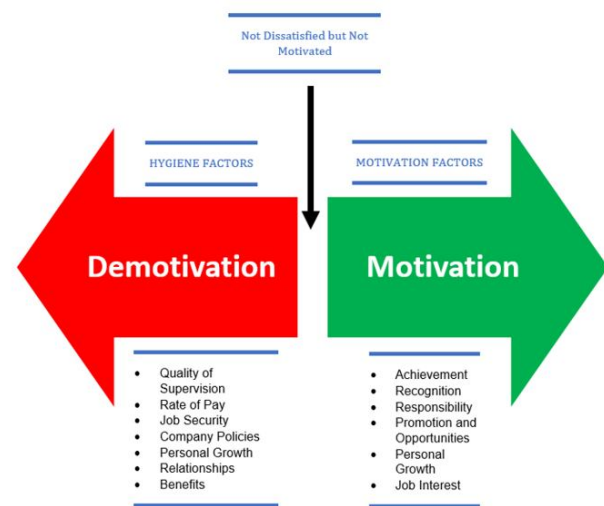 Not Dissatisfied but Not
Motivated
HYGIENE FACTORS
MOTIVATION FACTORS
Demotivation
Motivation
• Quality of
Supervision
• Rate of Pay
• Job Security
• Company Policies
• Personal Growth
• Relationships
• Benefits
• Achievement
• Recognition
• Responsibility
• Promotion and
Opportunities
• Personal
Growth
• Job Interest